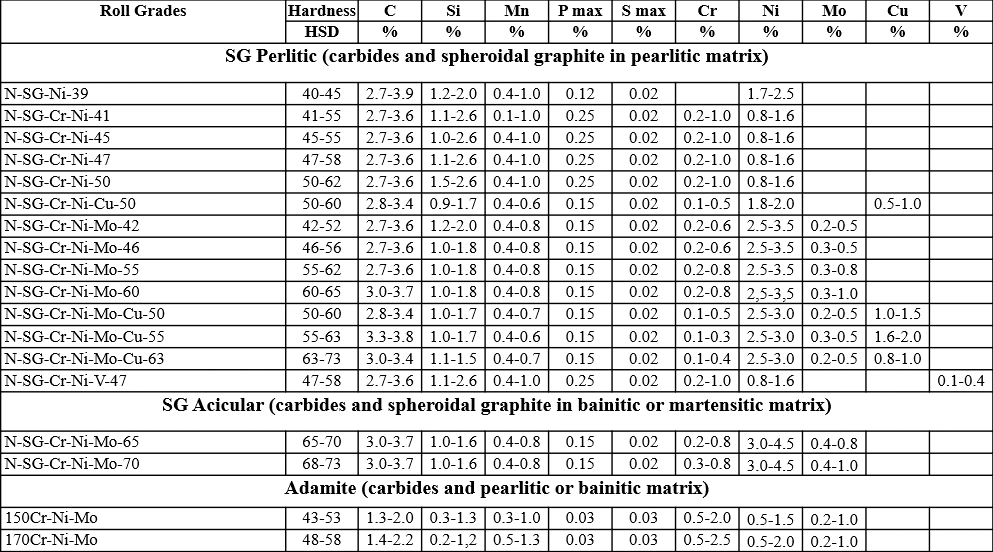 Roll Grades Hardness C Si Mn P max S max Cr Ni Mo Cu V
HSD % % % % % % % % % %
SG Perlitic (carbides and spheroidal graphite in pearlitic matrix)
N-SG-Ni-39 40-45 2.7-3.9 1.2-2.0 0.4-1.0 0.12 0.02 1.7-2.5
N-SG-Cr-Ni-41 41-55 2.7-3.6 1.1-2.6 0.1-1.0 0.25 0.02 0.2-1.0 0.8-1.6
N-SG-Cr-Ni-45 45-55 2.7-3.6 1.0-2.6 0.4-1.0 0.25 0.02 0.2-1.0 0.8-1.6
N-SG-Cr-Ni-47 47-58 2.7-3.6 1.1-2.6 0.4-1.0 0.25 0.02 0.2-1.0 0.8-1.6
N-SG-Cr-Ni-50 50-62 2.7-3.6 1.5-2.6 0.4-1.0 0.25 0.02 0.2-1.0 0.8-1.6
N-SG-Cr-Ni-Cu-50 50-60 2.8-3.4 0.9-1.7 0.4-0.6 0.15 0.02 0.1-0.5 1.8-2.0 0.5-1.0
N-SG-Cr-Ni-Mo-42 42-52 2.7-3.6 1.2-2.0 0.4-0.8 0.15 0.02 0.2-0.6 2.5-3.5 0.2-0.5
N-SG-Cr-Ni-Mo-46 46-56 2.7-3.6 1.0-1.8 0.4-0.8 0.15 0.02 0.2-0.6 2.5-3.5 0.3-0.5
N-SG-Cr-Ni-Mo-55 55-62 2.7-3.6 1.0-1.8 0.4-0.8 0.15 0.02 0.2-0.8 2.5-3.5 0.3-0.8
N-SG-Cr-Ni-Mo-60 60-65 3.0-3.7 1.0-1.8 0.4-0.8 0.15 0.02 0.2-0.8 2,5-3,5 0.3-1.0
N-SG-Cr-Ni-Mo-Cu-50 50-60 2.8-3.4 1.0-1.7 0.4-0.7 0.15 0.02 0.1-0.5 2.5-3.0 0.2-0.5 1.0-1.5
N-SG-Cr-Ni-Mo-Cu-55 55-63 3.3-3.8 1.0-1.7 0.4-0.6 0.15 0.02 0.1-0.3 2.5-3.0 0.3-0.5 1.6-2.0
N-SG-Cr-Ni-Mo-Cu-63 63-73 3.0-3.4 1.1-1.5 0.4-0.7 0.15 0.02 0.1-0.4 2.5-3.0 0.2-0.5 0.8-1.0
N-SG-Cr-Ni-V-47 47-58 2.7-3.6 1.1-2.6 0.4-1.0 0.25 0.02 0.2-1.0 0.8-1.6 0.1-0.4
SG Acicular (carbides and spheroidal graphite in bainitic or martensitic matrix)
N-SG-Cr-Ni-Mo-65 65-70 3.0-3.7 1.0-1.6 0.4-0.8 0.15 0.02 0.2-0.8 3.0-4.5 0.4-0.8
N-SG-Cr-Ni-Mo-70 68-73 3.0-3.7 1.0-1.6 0.4-0.8 0.15 0.02 0.3-0.8 3.0-4.5 0.4-1.0
Adamite (carbides and pearlitic or bainitic matrix)
150Cr-Ni-Mo 43-53 1.3-2.0 0.3-1.3 0.3-1.0 0.03 0.03 0.5-2.0 0.5-1.5 0.2-1.0
170Cr-Ni-Mo 48-58 1.4-2.2 0.2-1,2 0.5-1.3 0.03 0.03 0.5-2.5 0.5-2.0 0.2-1.0